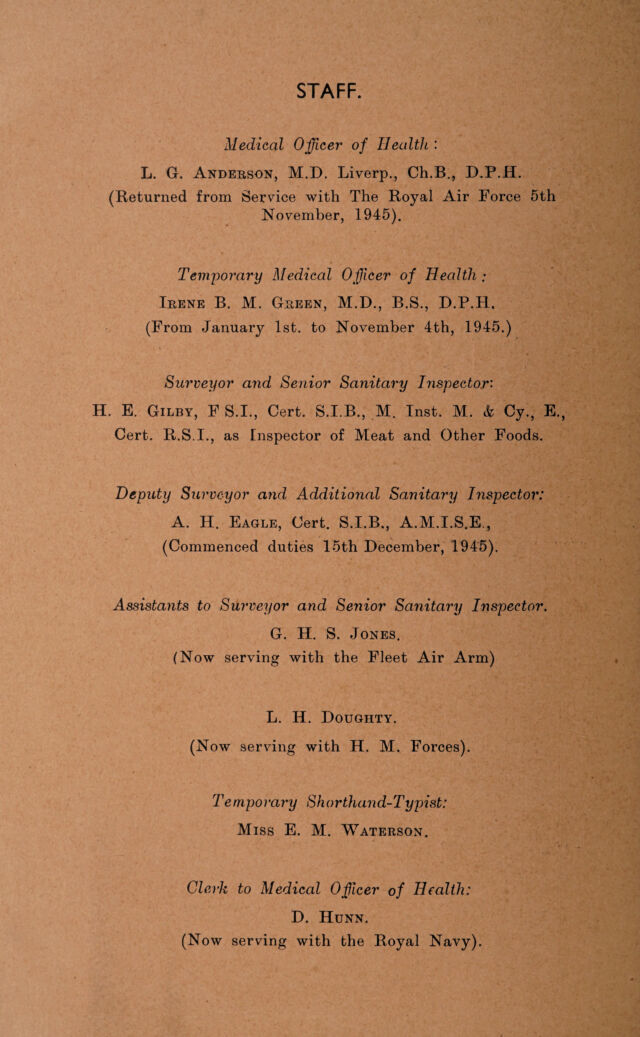 STAFF.
Medical Officer of Health :
L. G. ANDERSON, M.D. Liverp., Ch.B., D.P.H.
(Returned from Service with The Royal Air Force 5th
November, 1945).
Temporary Medical Officer of Health :
IRENE B. M. GREEN, M.D., B.S., D.P.H.
(From January 1st. to November 4th, 1945.)
Surveyor and Senior Sanitary Inspector:
H. E. GILBY, F S.I., Cert. S.I.B., M. Inst. M. & Cy., E.,
Cert. R.S.I., as Inspector of Meat and Other Foods.
Deputy Surveyor and Additional Sanitary Inspector:
A. H. EAGLE, Cert. S.I.B., A.M.I.S.E.,
(Commenced duties 15th December, 1945).
Assistants to Surveyor and Senior Sanitary Inspector.
G. H. S. JONES.
(Now serving with the Fleet Air Arm)
L. H. DOUGHTY.
(Now serving with H. M. Forces).
Temporary Shorthand-Typist:
MISS E. M. WATERSON.
Clerk to Medical Officer of Health:
D. HUNN.
(Now serving with the Royal Navy).